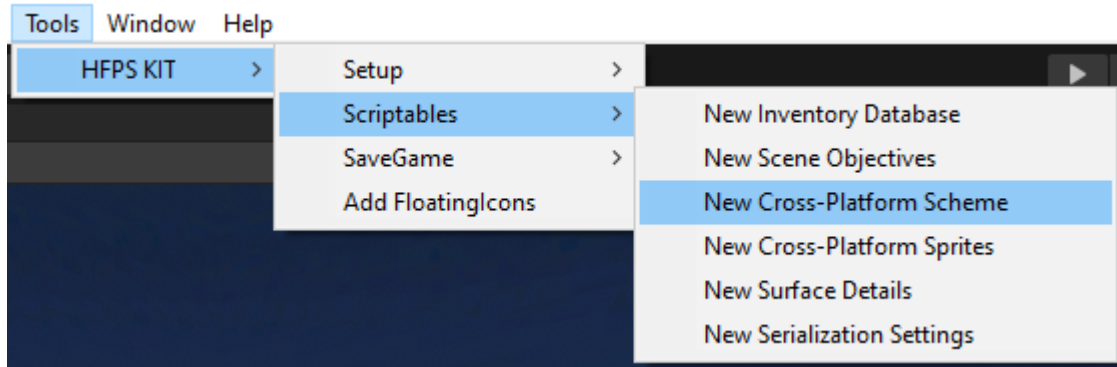 Tools Window Help
HFPS KIT
Setup
Scriptables
SaveGame
Add FloatingIcons
New Inventory Database
New Scene Objectives
New Cross-Platform Scheme
New Cross-Platform Sprites
New Surface Details
New Serialization Settings